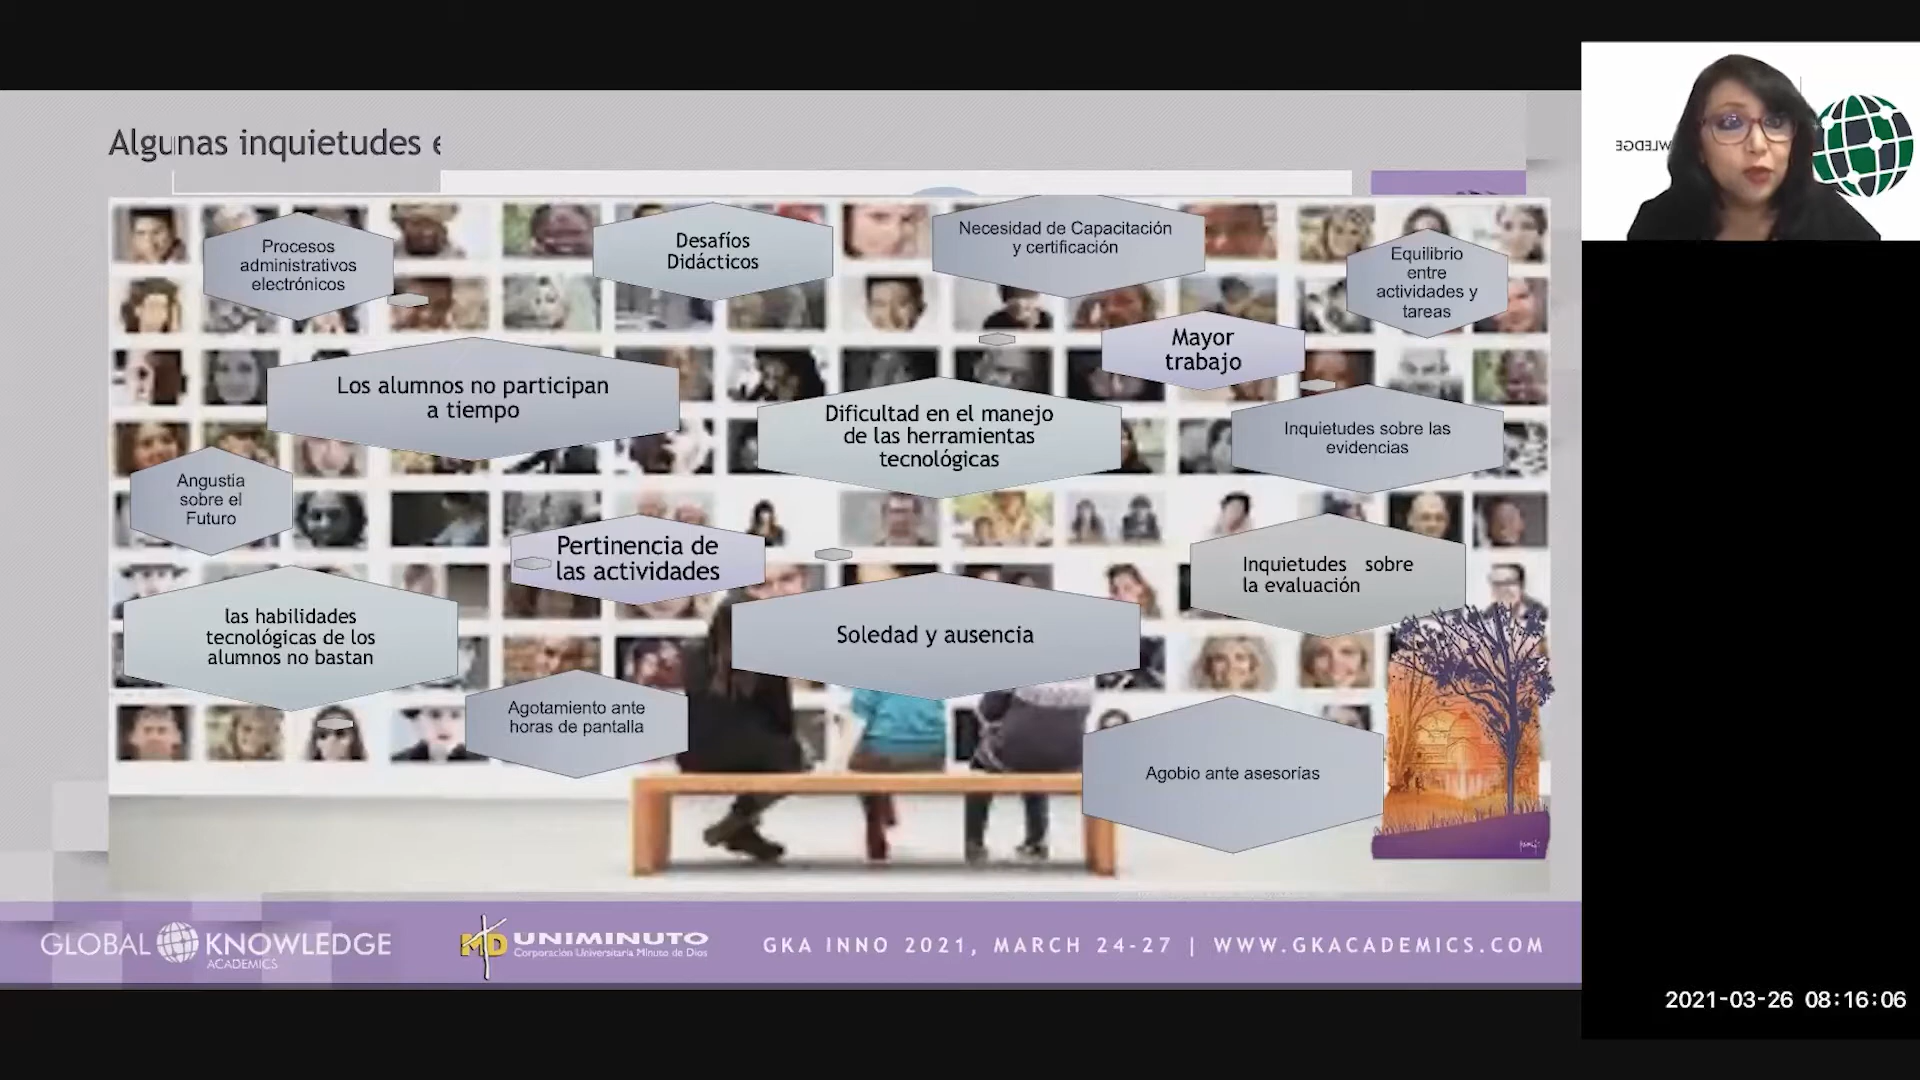 Algunas inquietudes e
Procesos
administrativos
electrónicos
Desafíos
Didácticos
Necesidad de Capacitación
y certificación
Equilibrio
entre
actividades y
tareas
Mayor
trabajo
Los alumnos no participan
a tiempo
Dificultad en el manejo
de las herramientas
tecnológicas
Inquietudes sobre las
evidencias
Angustia
sobre el
Futuro
Pertinencia de
las actividades
Inquietudes sobre
la evaluación
las habilidades
tecnológicas de los
alumnos no bastan
Soledad y ausencia
Agotamiento ante
horas de pantalla
Agobio ante asesorías
GLOBAL KNOWLEDGE
ACADEMICS
MD UNIMINUTO
Corporación Universitaria Minuto de Dios
GKA INNO 2021, MARCH 24-27 | WWW.GKACADEMICS.COM
WLEDGE
2021-03-26 08:16:06